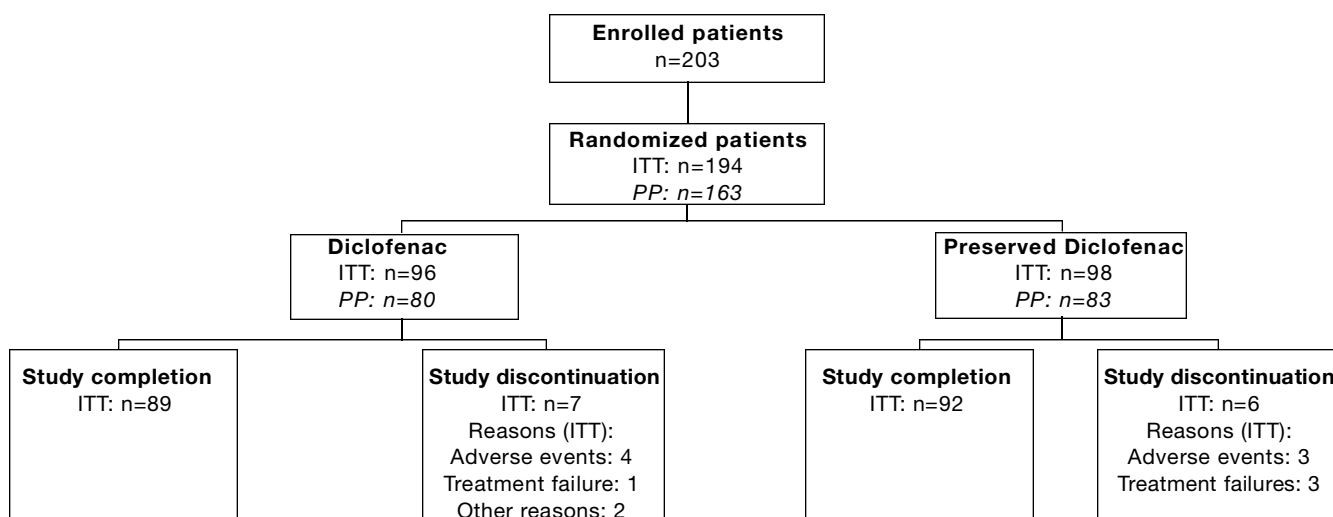 Enrolled patients
n=203
Randomized patients
ITT: n=194
PP: n=163
Diclofenac
ITT: n=96
PP: n=80
Preserved Diclofenac
ITT: n=98
PP: n=83
Study completion
ITT: n=89
Study discontinuation
ITT: n=7
Reasons (ITT):
Adverse events: 4
Treatment failure: 1
Other reasons: 2
Study completion
ITT: n=92
Study discontinuation
ITT: n=6
Reasons (ITT):
Adverse events: 3
Treatment failures: 3